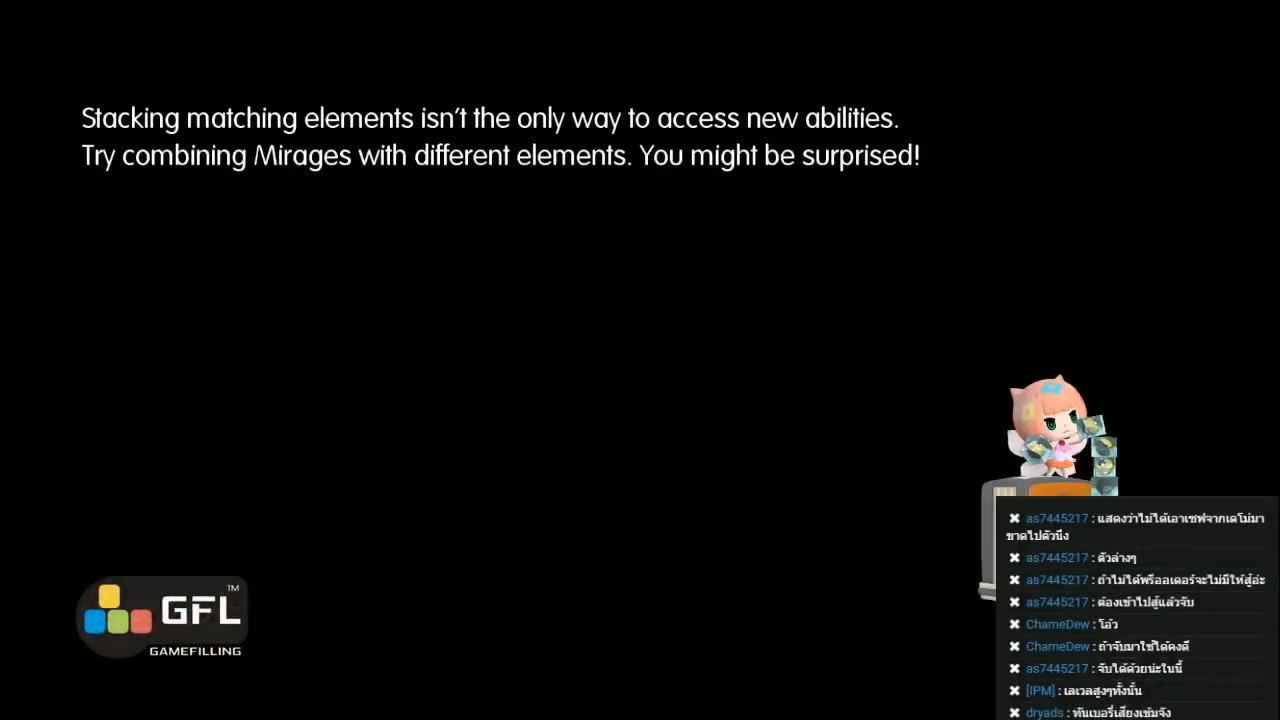 Stacking matching elements isn't the only way to access new abilities.
Try combining Mirages with different elements. You might be surprised!
GFL™
GAMEFILLING
✖ as7445217 : แสดงว่าไม่ได้เอาเซฟจากเดโม่มา
ขาดไปตัวนึง
✖ as7445217 : ตัวล่างๆ
✖ as7445217 : ถ้าไม่ได้พรีออเดอร์จะไม่มีให้สู้อ่ะ
✖ as7445217 : ต้องเข้าไปสู้แล้วจับ
✖ ChameDew : โอ้ว
✖ ChameDew : ถ้าจับมาใช้ได้คงดี
✖ as7445217 : จับได้ด้วยน่ะในนี้
✖ [IPM] : เลเวลสูงๆทั้งนั้น
✖ dryads : ทันเบอรี่เสียงเข้มจัง